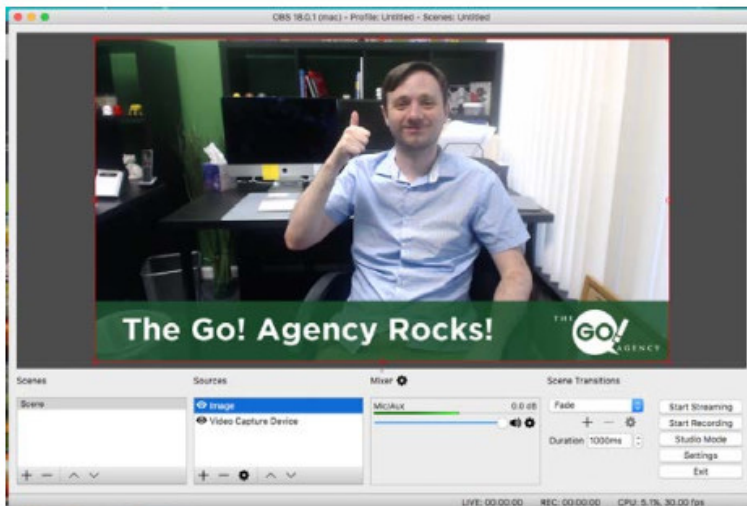 OBS 18.0.1 (mac) - Profile: Untitled - Scenes: Untitled
The Go! Agency Rocks!
THE
GO!
AGENCY
Scenes
Sources
Mixer
Scene Transitions
Scene
Image
Video Capture Device
Mic/Aux
0.0 dB
Fade
Duration 1000ms
Start Streaming
Start Recording
Studio Mode
Settings
Exit
LIVE: 00:00:00 REC: 00:00:00 CPU: 5.1%, 30.00 fps